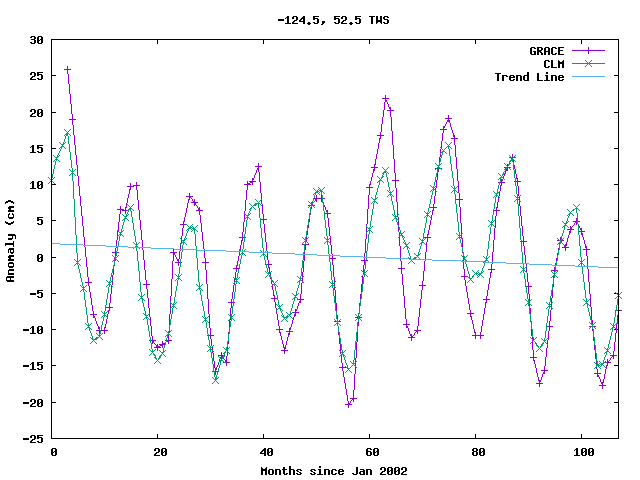 -124.5, 52.5 TWS
GRACE
CLM
Trend Line
30
25
20
15
10
5
0
-5
-10
-15
-20
-25
Anomaly (cm)
0 20 40 60 80 100
Months since Jan 2002